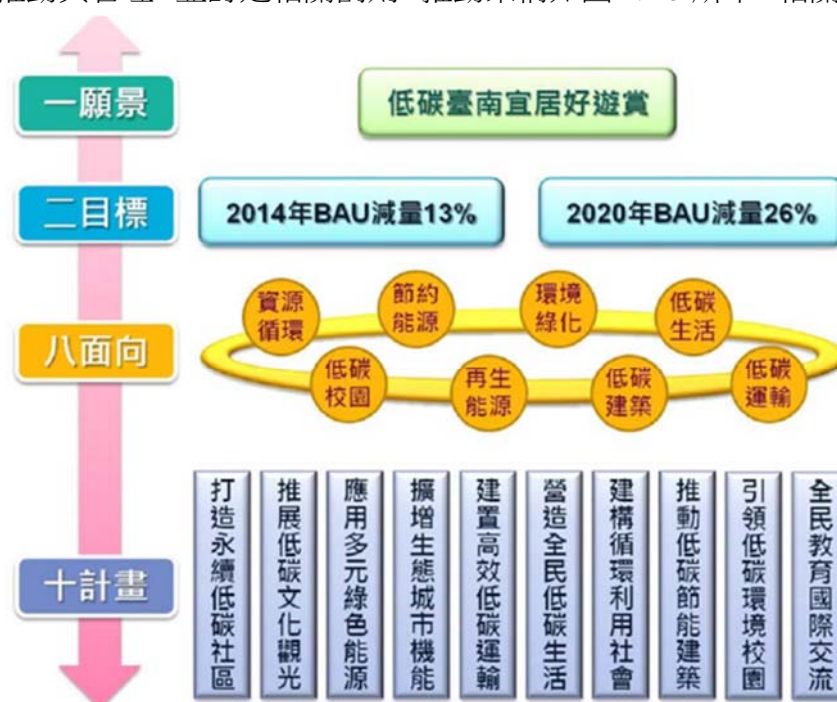 一願景
低碳臺南宜居好遊賞
二目標
2014年BAU減量13%
2020年BAU減量26%
八面向
資源
循環
節約
能源
環境
綠化
低碳
生活
低碳
校園
再生
能源
低碳
建築
低碳
運輸
十計畫
打造永續低碳社區
推展低碳文化觀光
應用多元綠色能源
擴增生態城市機能
建置高效低碳運輸
營造全民低碳生活
建構循環利用社會
推動低碳節能建築
引領低碳環境校園
全民教育國際交流